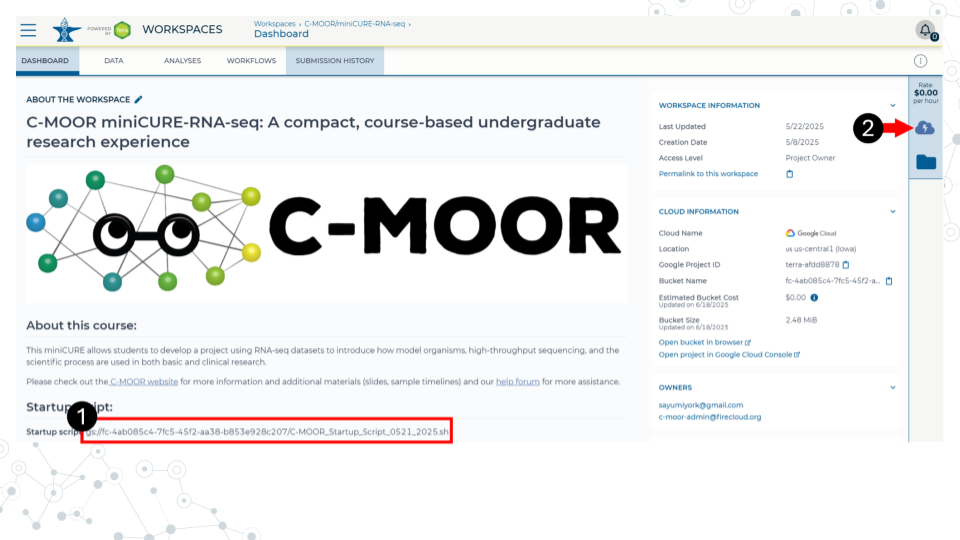 POWERED
BY
Terra
WORKSPACES
Workspaces › C-MOOR/miniCURE-RNA-seq ›
Dashboard
0
DASHBOARD
DATA
ANALYSES
WORKFLOWS
SUBMISSION HISTORY
Rate
$0.00
per hour
ABOUT THE WORKSPACE
C-MOOR miniCURE-RNA-seq: A compact, course-based undergraduate
research experience
C-MOOR
About this course:
This miniCURE allows students to develop a project using RNA-seq datasets to introduce how model organisms, high-throughput sequencing, and the
scientific process are used in both basic and clinical research.
Please check out the C-MOOR website for more information and additional materials (slides, sample timelines) and our help forum for more assistance.
1
Startup script:
Startup script gs://fc-4ab085c4-7fc5-45f2-aa38-b853e928c207/C-MOOR_Startup_Script_0521_2025.sh
WORKSPACE INFORMATION
Last Updated 5/22/2025
2
Creation Date 5/8/2025
Access Level Project Owner
Permalink to this workspace
CLOUD INFORMATION
Cloud Name Google Cloud
Location us us-central1 (Iowa)
Google Project ID terra-afdd8878
Bucket Name fc-4ab085c4-7fc5-45f2-a...
Estimated Bucket Cost $0.00
Updated on 6/18/2025
Bucket Size 2.48 MiB
Updated on 6/18/2025
Open bucket in browser
Open project in Google Cloud Console
OWNERS
sayumiyork@gmail.com
c-moor-admin@firecloud.org